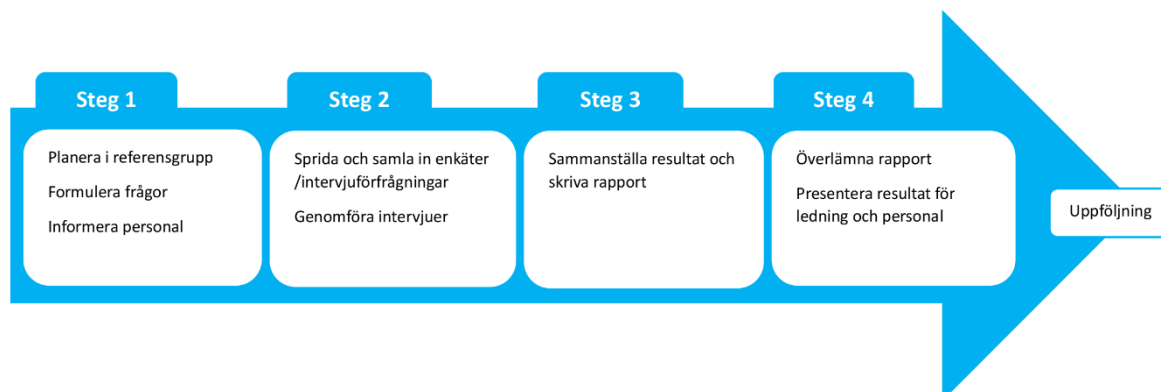 Steg 1
Planera i referensgrupp
Formulera frågor
Informera personal
Steg 2
Sprida och samla in enkäter
/intervjuförfrågningar
Genomföra intervjuer
Steg 3
Sammanställa resultat och
skriva rapport
Steg 4
Överlämna rapport
Presentera resultat för
ledning och personal
Uppföljning